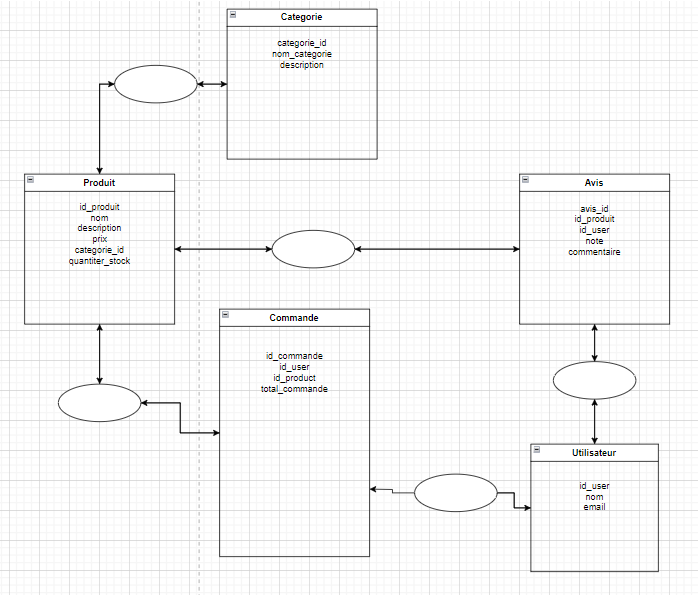 Categorie
categorie_id
nom_categorie
description
Produit
id_produit
nom
description
prix
categorie_id
quantiter_stock
Avis
avis_id
id_produit
id_user
note
commentaire
Commande
id_commande
id_user
id_product
total_commande
Utilisateur
id_user
nom
email